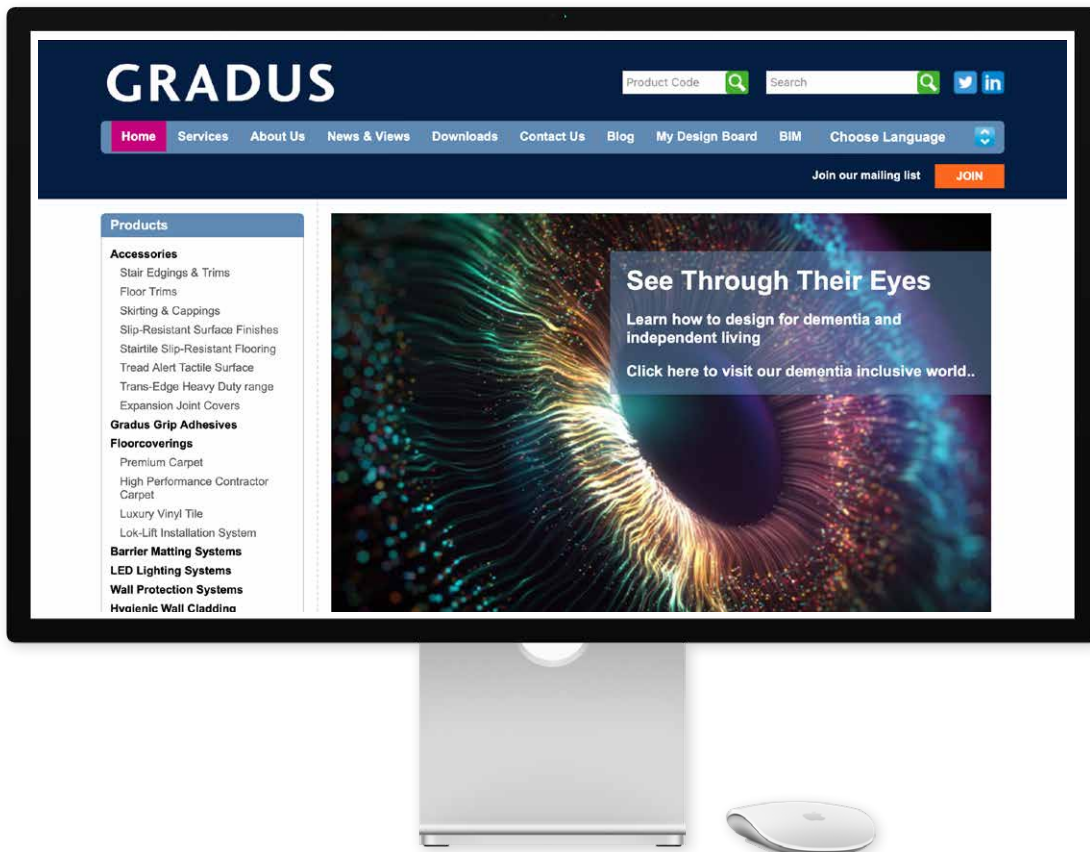 GRADUS
Product Code
Search
in
Home Services About Us News & Views Downloads Contact Us Blog My Design Board BIM Choose Language
Join our mailing list JOIN
Products
Accessories
Stair Edgings & Trims
Floor Trims
Skirting & Cappings
Slip-Resistant Surface Finishes
Stairtile Slip-Resistant Flooring
Tread Alert Tactile Surface
Trans-Edge Heavy Duty range
Expansion Joint Covers
Gradus Grip Adhesives
Floorcoverings
Premium Carpet
High Performance Contractor
Carpet
Luxury Vinyl Tile
Lok-Lift Installation System
Barrier Matting Systems
LED Lighting Systems
Wall Protection Systems
Hygienic Wall Cladding
See Through Their Eyes
Learn how to design for dementia and
independent living
Click here to visit our dementia inclusive world..